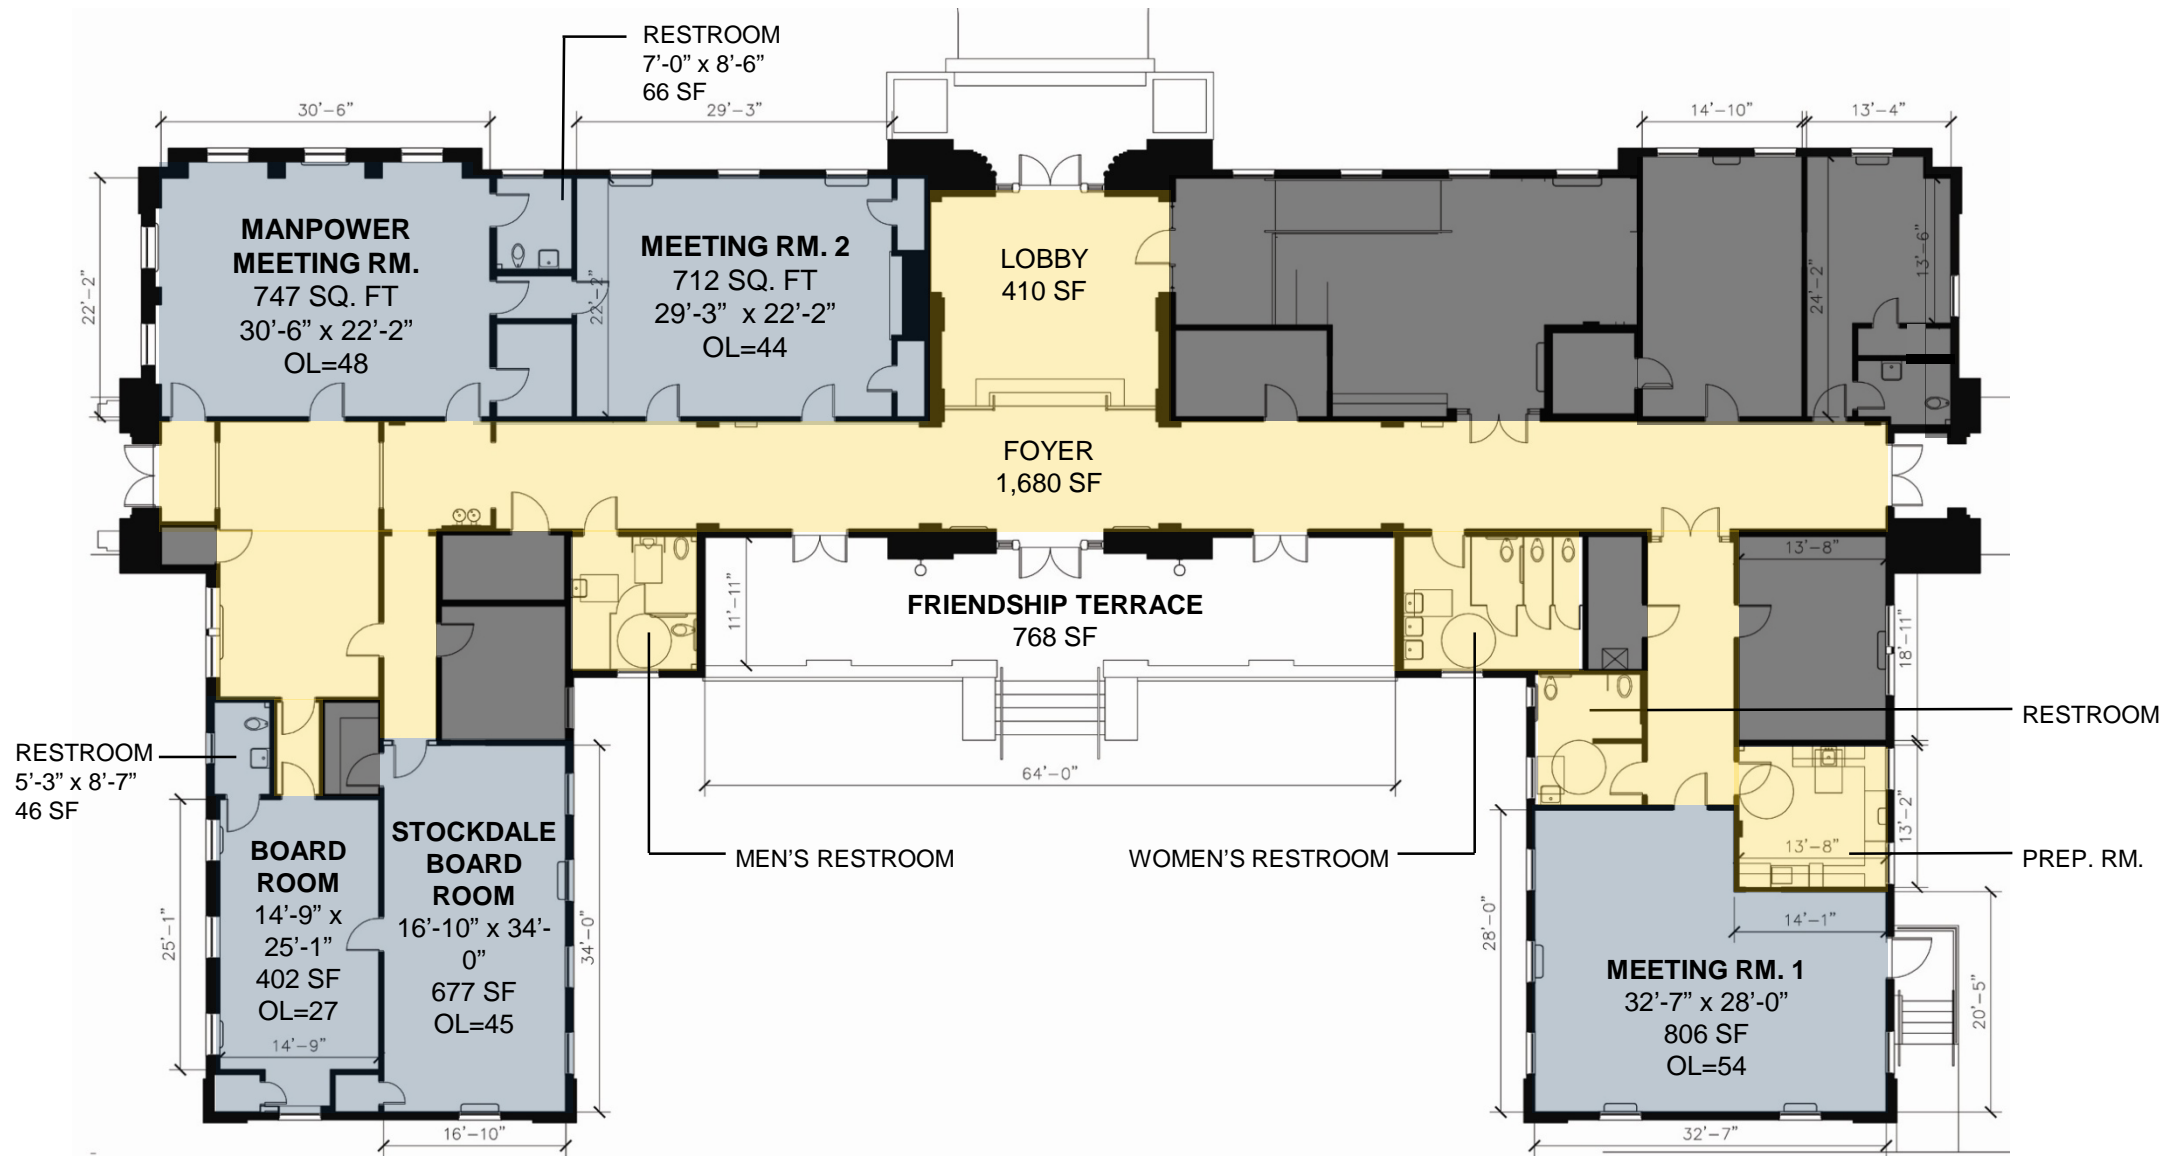 RESTROOM
7’-0” x 8’-6”
66 SF
30’-6”
29’-3”
14’-10”
13’-4”
22’-2”
MANPOWER
MEETING RM.
747 SQ. FT
30’-6” x 22’-2”
OL=48
22’-2”
MEETING RM. 2
712 SQ. FT
29’-3” x 22’-2”
OL=44
LOBBY
410 SF
24’-2”
13’-6”
FOYER
1,680 SF
11’-11”
FRIENDSHIP TERRACE
768 SF
13’-8”
18’-11”
RESTROOM
5’-3” x 8’-7”
46 SF
64’-0”
RESTROOM
MEN’S RESTROOM
WOMEN’S RESTROOM
13’-8”
13’-2”
PREP. RM.
25’-1”
BOARD
ROOM
14’-9” x
25’-1”
402 SF
OL=27
14’-9”
STOCKDALE
BOARD
ROOM
16’-10” x 34’-
0”
677 SF
OL=45
34’-0”
16’-10”
28’-0”
14’-1”
MEETING RM. 1
32’-7” x 28’-0”
806 SF
OL=54
20’-5”
32’-7”